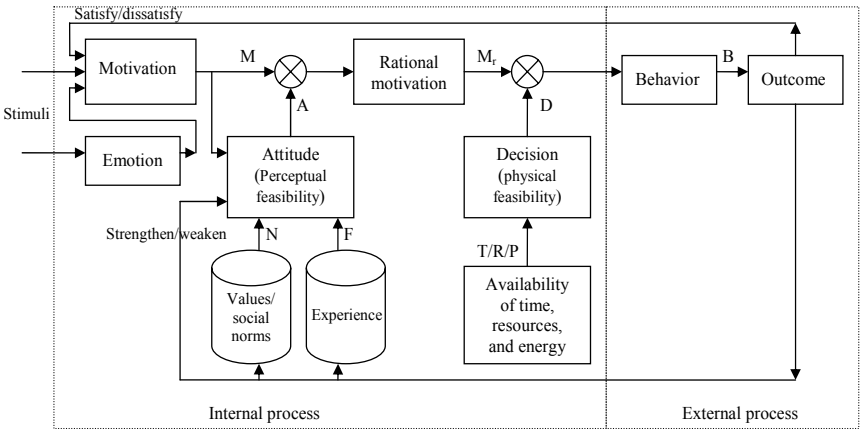 Satisfy/dissatisfy
Motivation
M
Rational
motivation
Mr
Behavior
B
Outcome
Stimuli
A
D
Emotion
Attitude
(Perceptual
feasibility)
Decision
(physical
feasibility)
Strengthen/weaken
N
F
T/R/P
Values/
social
norms
Experience
Availability
of time,
resources,
and energy
Internal process
External process